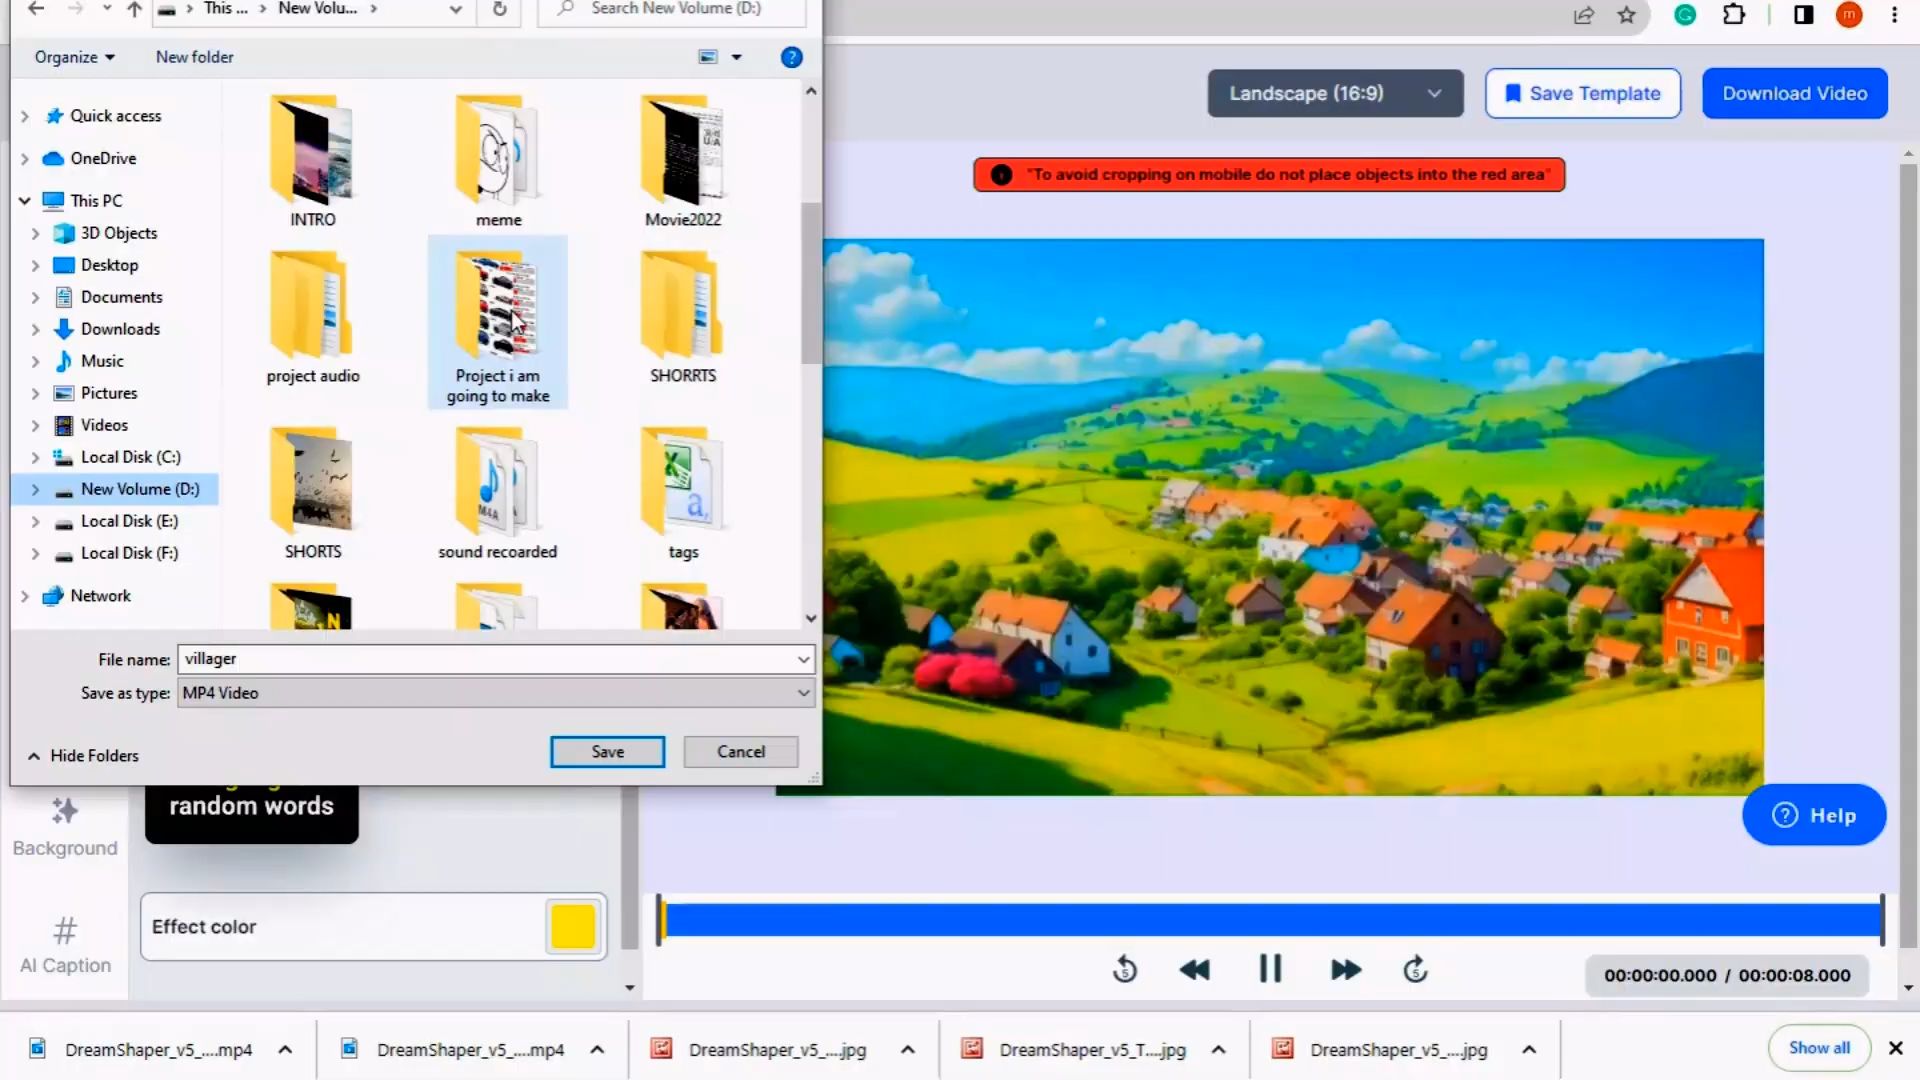 This ...
New Volu...
Search New Volume (D:)
Organize
New folder
Landscape (16:9)
Save Template
Download Video
"To avoid cropping on mobile do not place objects into the red area"
Quick access
OneDrive
This PC
3D Objects
Desktop
Documents
Downloads
Music
Pictures
Videos
Local Disk (C:)
New Volume (D:)
Local Disk (E:)
Local Disk (F:)
Network
INTRO
meme
Movie2022
project audio
Project i am
going to make
SHORRTS
M4A
a,
SHORTS
sound recoarded
tags
N
File name:
villager
Save as type:
MP4 Video
Hide Folders
Save
Cancel
random words
Background
Effect color
#
AI Caption
Help
5
5
00:00:00.000 / 00:00:08.000
DreamShaper_v5_....mp4
DreamShaper_v5_....mp4
DreamShaper_v5_....jpg
DreamShaper_v5_T....jpg
DreamShaper_v5_....jpg
Show all
m